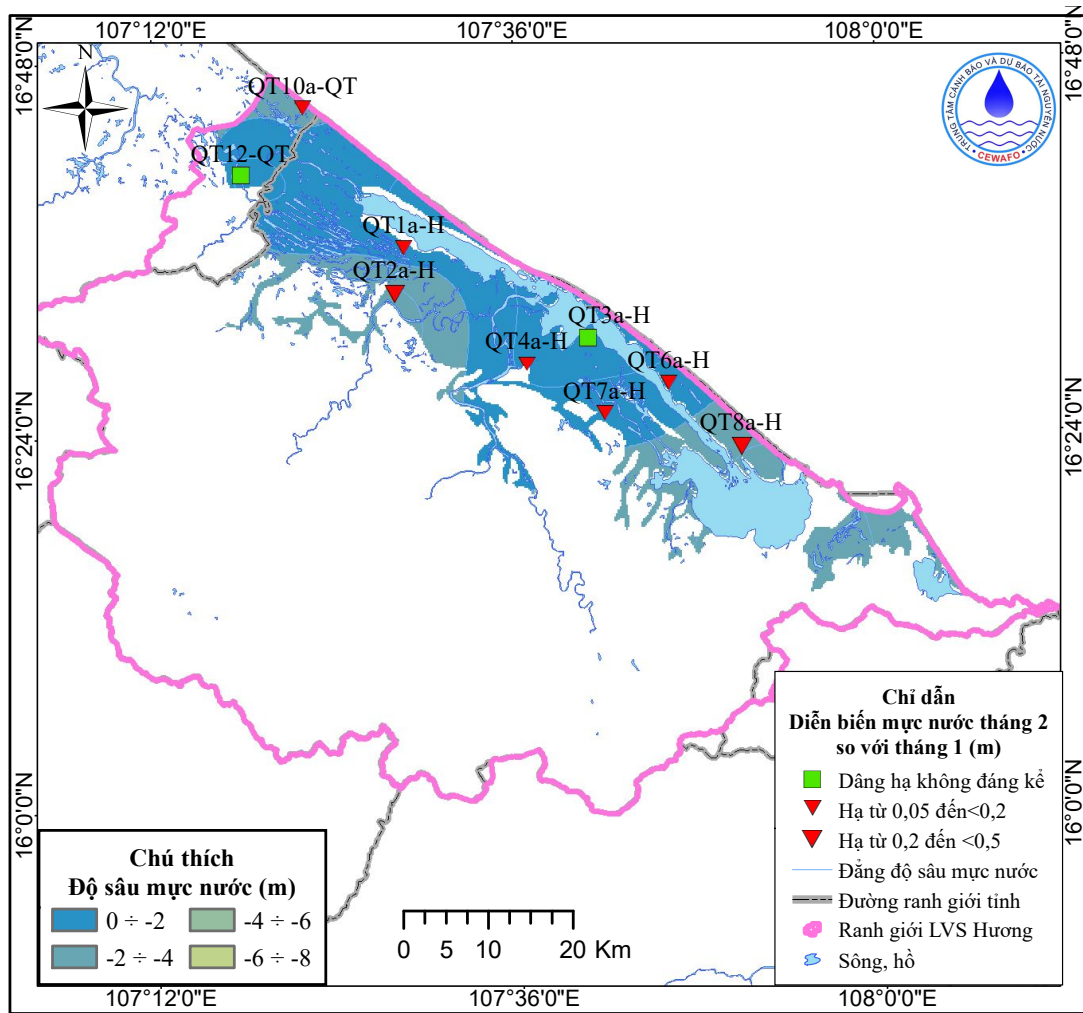 107°12'0"E
107°36'0"E
108°0'0"E
16°48'0"N
16°48'0"N
N
TRUNG TÂM CẢNH BÁO VÀ DỰ BÁO TÀI NGUYÊN NƯỚC
• CEWAFO •
QT10a-QT
QT12-QT
QT1a-H
QT2a-H
QT3a-H
QT4a-H
QT6a-H
QT7a-H
QT8a-H
16°24'0"N
16°24'0"N
16°0'0"N
16°0'0"N
Chỉ dẫn
Diễn biến mực nước tháng 2
so với tháng 1 (m)
Dâng hạ không đáng kể
Hạ từ 0,05 đến<0,2
Hạ từ 0,2 đến <0,5
Đẳng độ sâu mực nước
Đường ranh giới tỉnh
Ranh giới LVS Hương
Sông, hồ
Chú thích
Độ sâu mực nước (m)
0 ÷ -2
-4 ÷ -6
-2 ÷ -4
-6 ÷ -8
0 5 10 20 Km
107°12'0"E
107°36'0"E
108°0'0"E